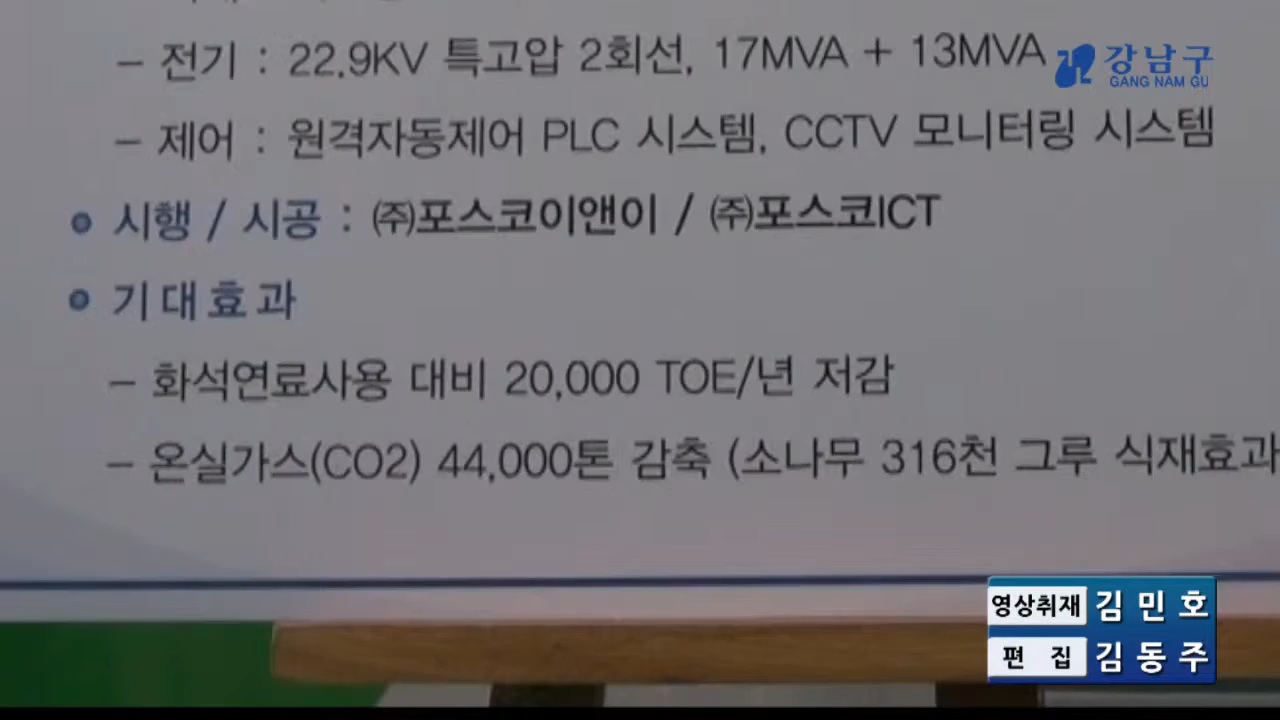 - 전기 : 22.9KV 특고압 2회선, 17MVA + 13MVA
강남구
GANG NAM GU
- 제어 : 원격자동제어 PLC 시스템, CCTV 모니터링 시스템
시행 / 시공 : ㈜포스코이앤이 / ㈜포스코ICT
기대효과
- 화석연료사용 대비 20,000 TOE/년 저감
- 온실가스(CO2) 44,000톤 감축 (소나무 316천 그루 식재효과
영상취재 김민호
편 집 김동주